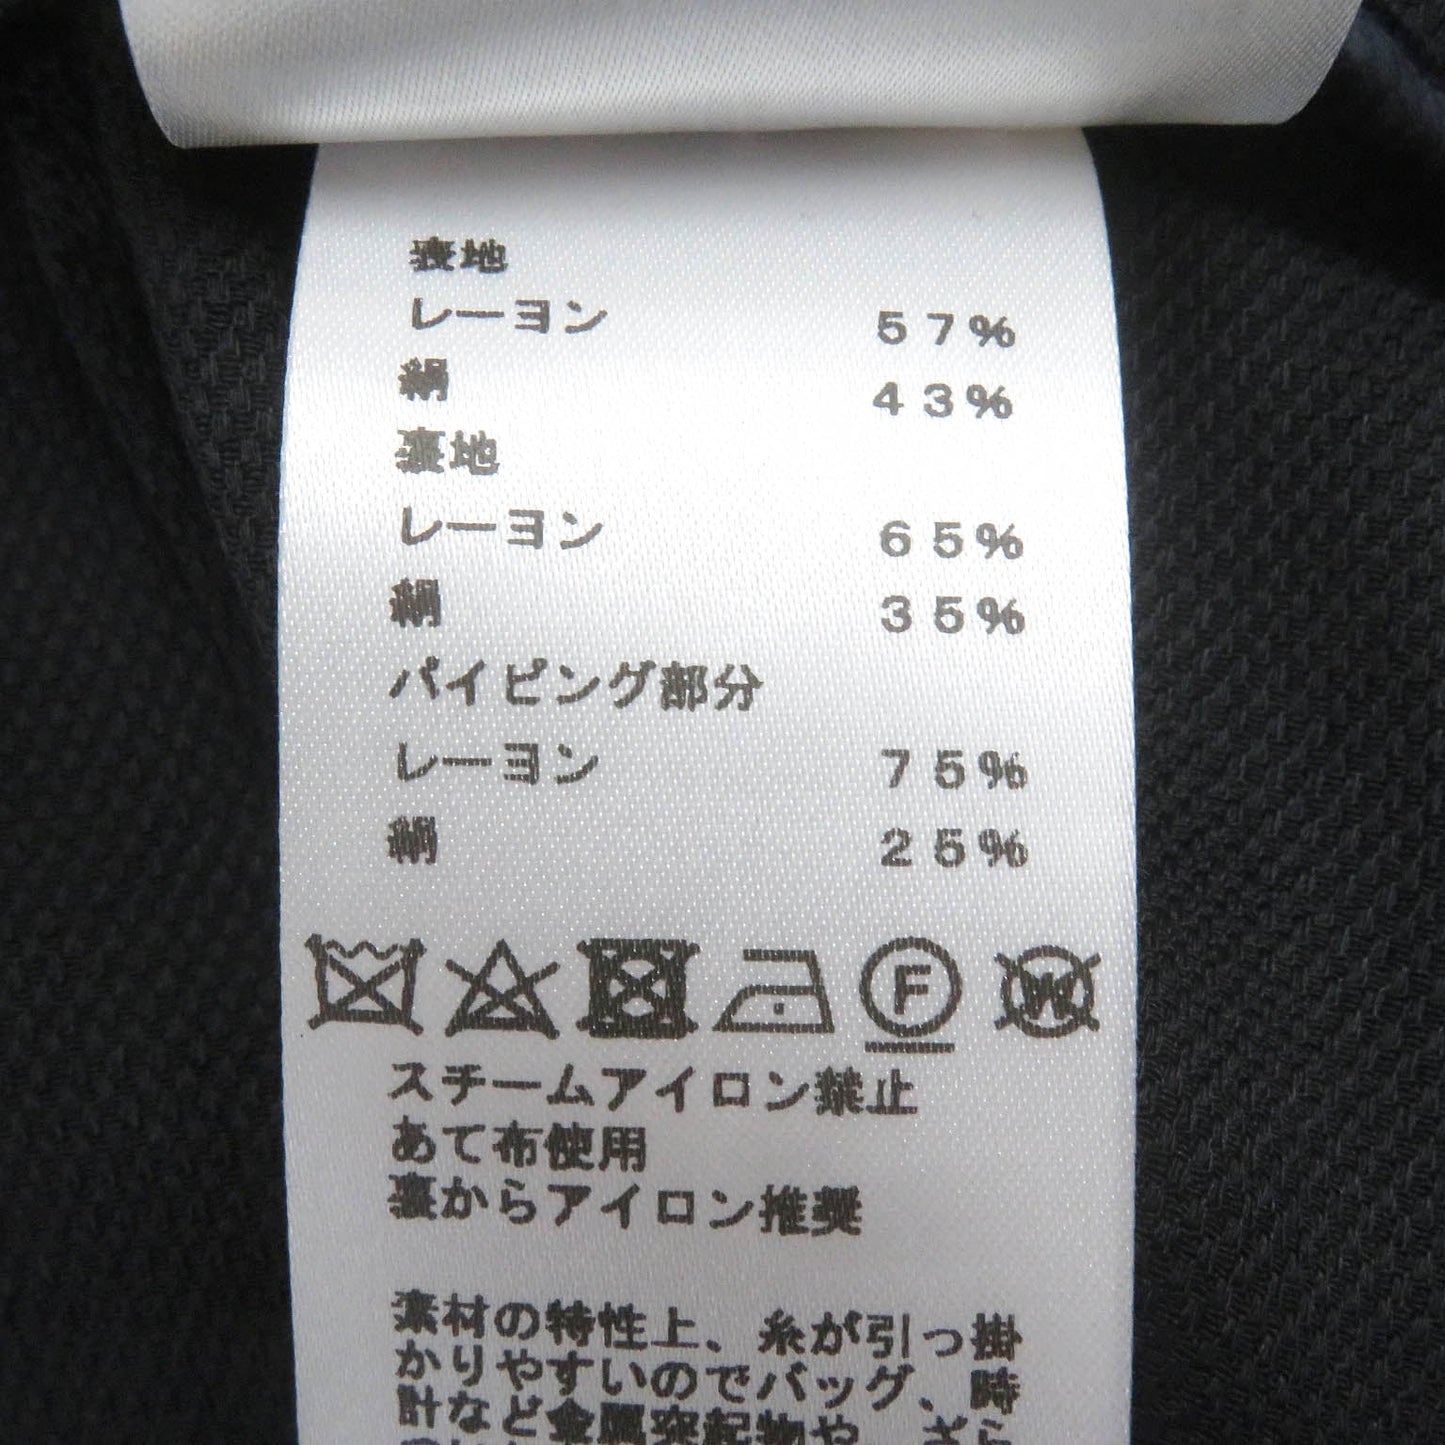 表地
レーヨン 57%
絹 43%
裏地
レーヨン 65%
絹 35%
パイピング部分
レーヨン 75%
絹 25%
F W
スチームアイロン禁止
あて布使用
裏からアイロン推奨
素材の特性上、糸が引っ掛
かりやすいのでバッグ、時
計など金属突起物や、ざら